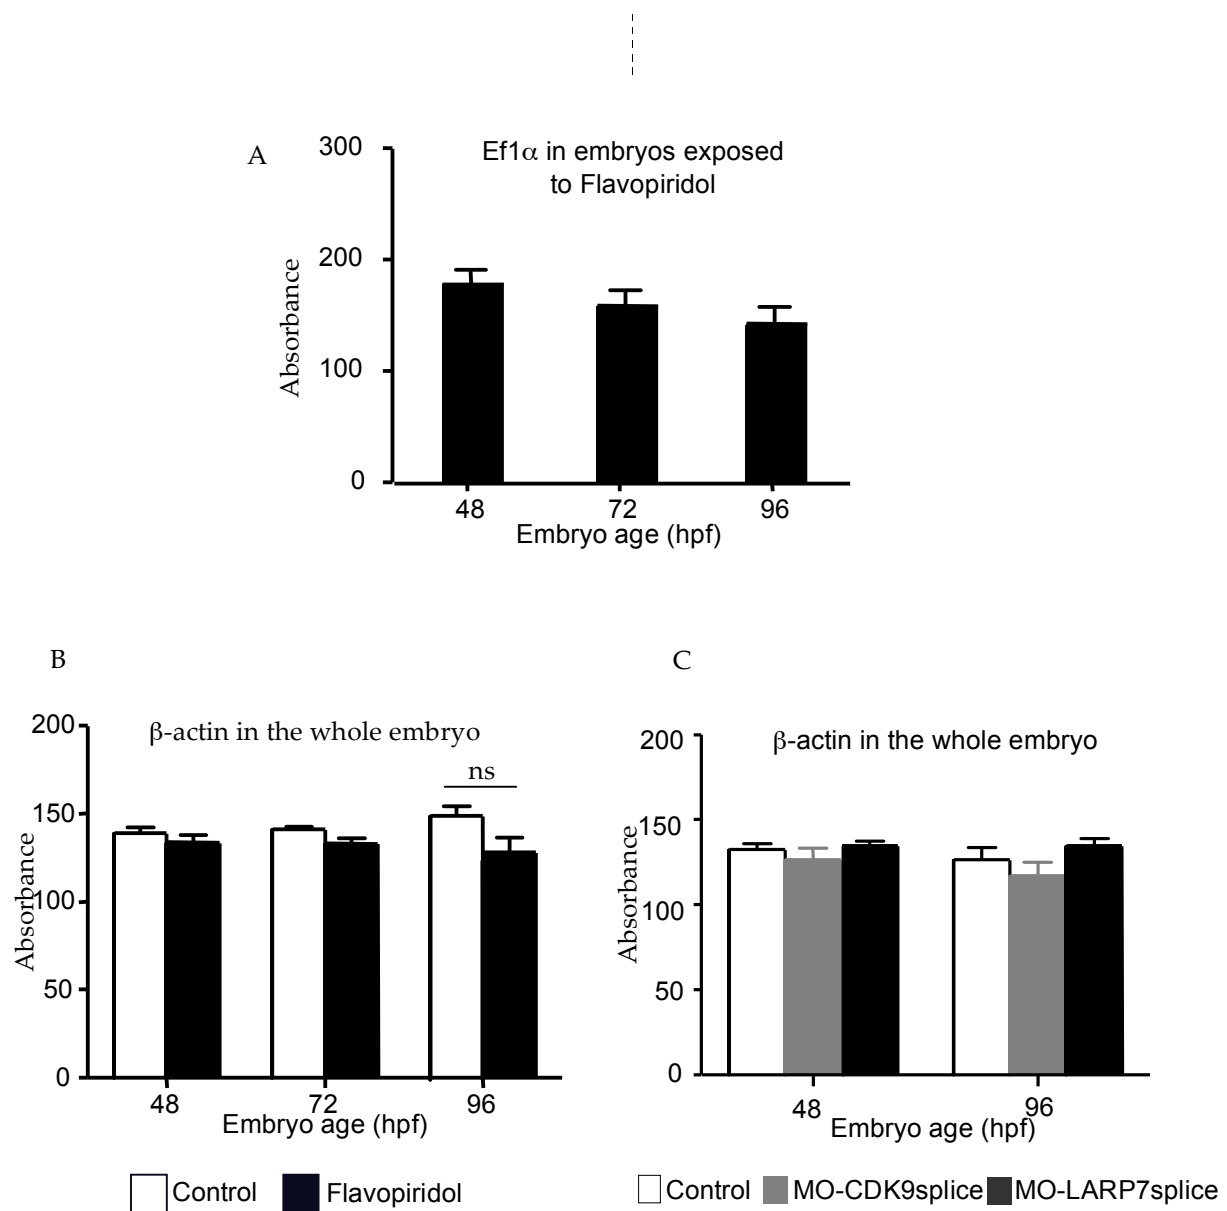 A
Ef1α in embryos exposed
to Flavopiridol
300
200
100
0
Absorbance
48 72 96
Embryo age (hpf)
B
β-actin in the whole embryo
ns
200
150
100
50
0
Absorbance
48 72 96
Embryo age (hpf)
Control Flavopiridol
C
β-actin in the whole embryo
200
150
100
50
0
Absorbance
48 96
Embryo age (hpf)
Control MO-CDK9splice MO-LARP7splice